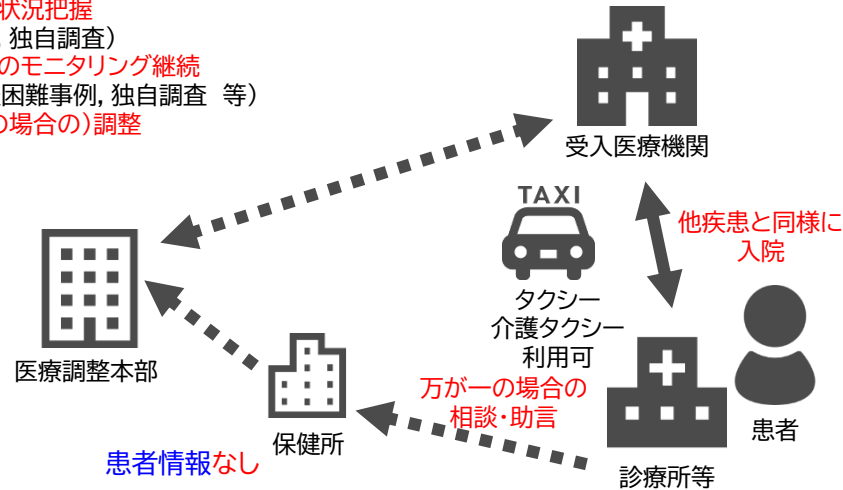 状況把握
独自調査)
のモニタリング継続
困難事例, 独自調査 等)
場合の)調整
受入医療機関
TAXI
他疾患と同様に
入院
タクシー
介護タクシー
利用可
医療調整本部
万が一の場合の
相談・助言
保健所
患者情報なし
患者
診療所等